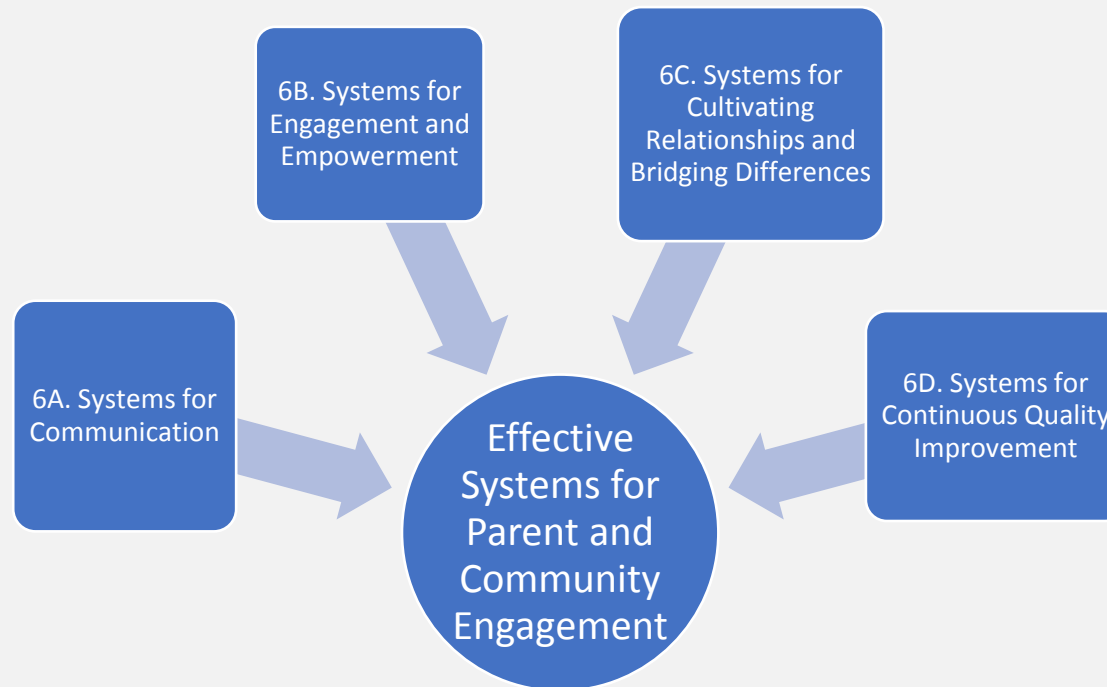 6B. Systems for
Engagement and
Empowerment
6C. Systems for
Cultivating
Relationships and
Bridging Differences
6A. Systems for
Communication
6D. Systems for
Continuous Quality
Improvement
Effective
Systems for
Parent and
Community
Engagement